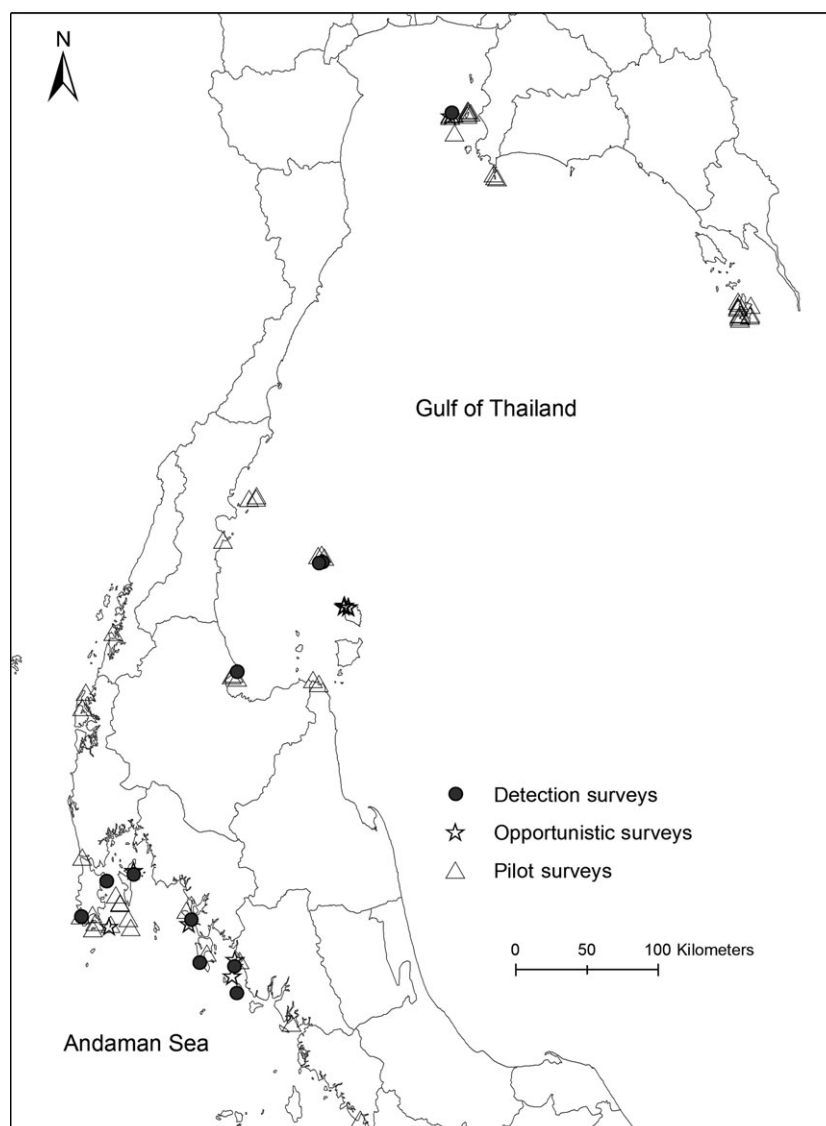 N
Gulf of Thailand
Detection surveys
Opportunistic surveys
Pilot surveys
0 50 100 Kilometers
Andaman Sea